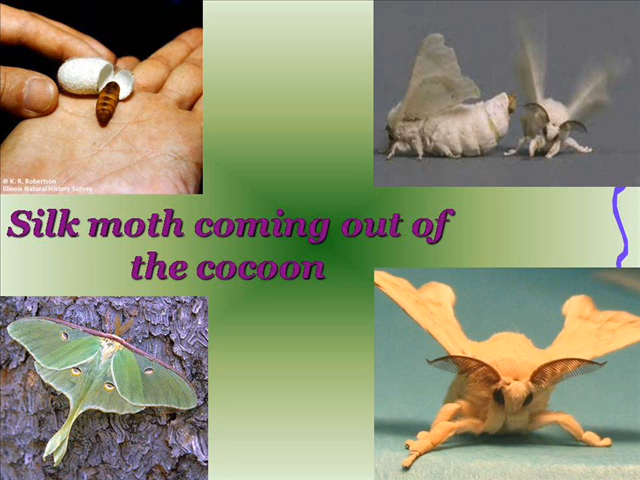 © K. R. Robertson
Illinois Natural History Survey
Silk moth coming out of
the cocoon